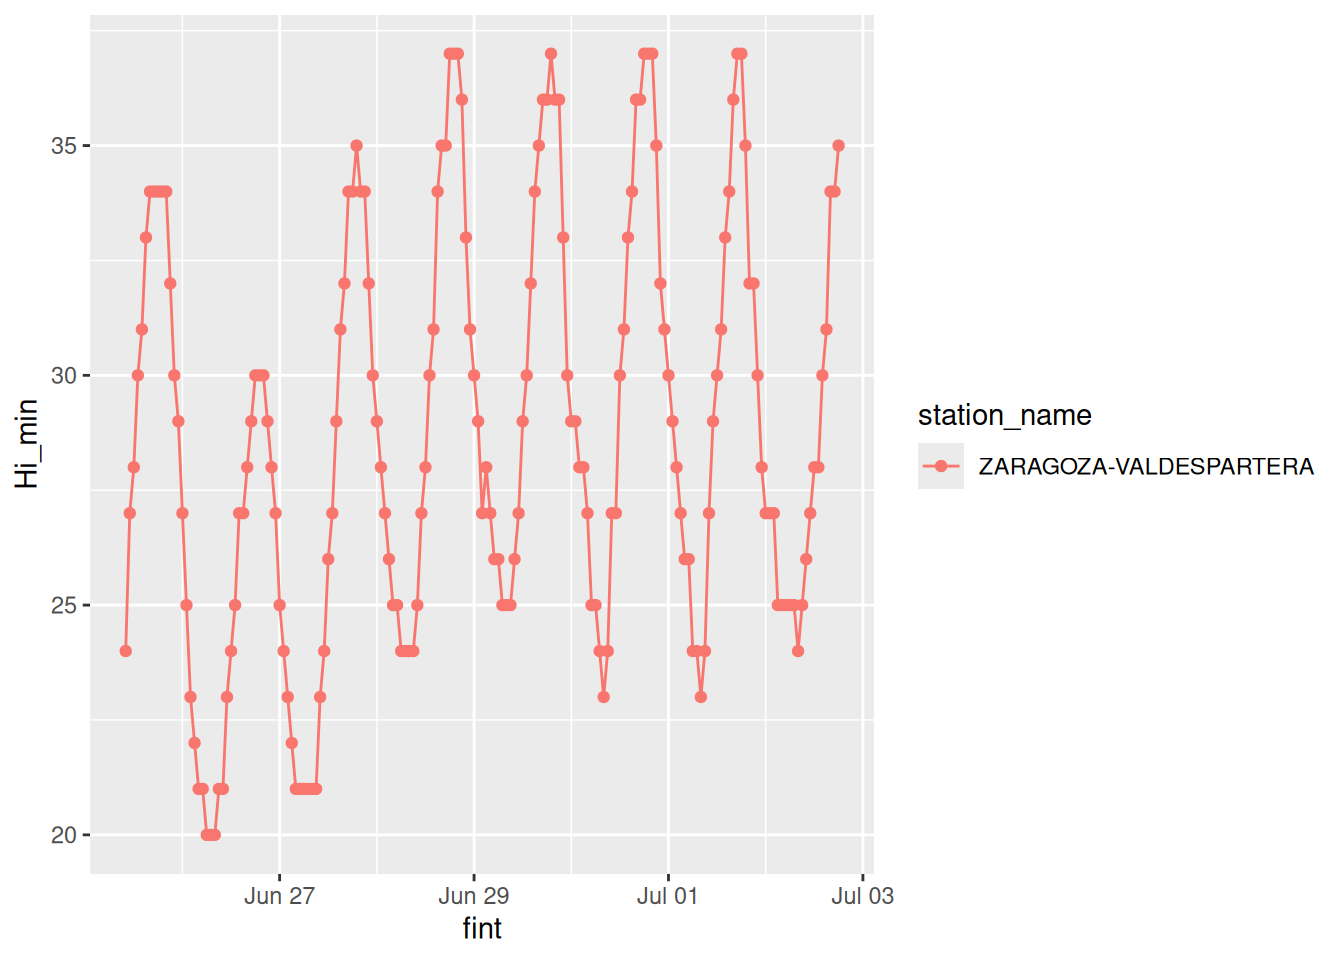 35
30
25
20
Hi_min
Jun 27
Jun 29
Jul 01
Jul 03
fint
station_name
ZARAGOZA-VALDESPARTERA